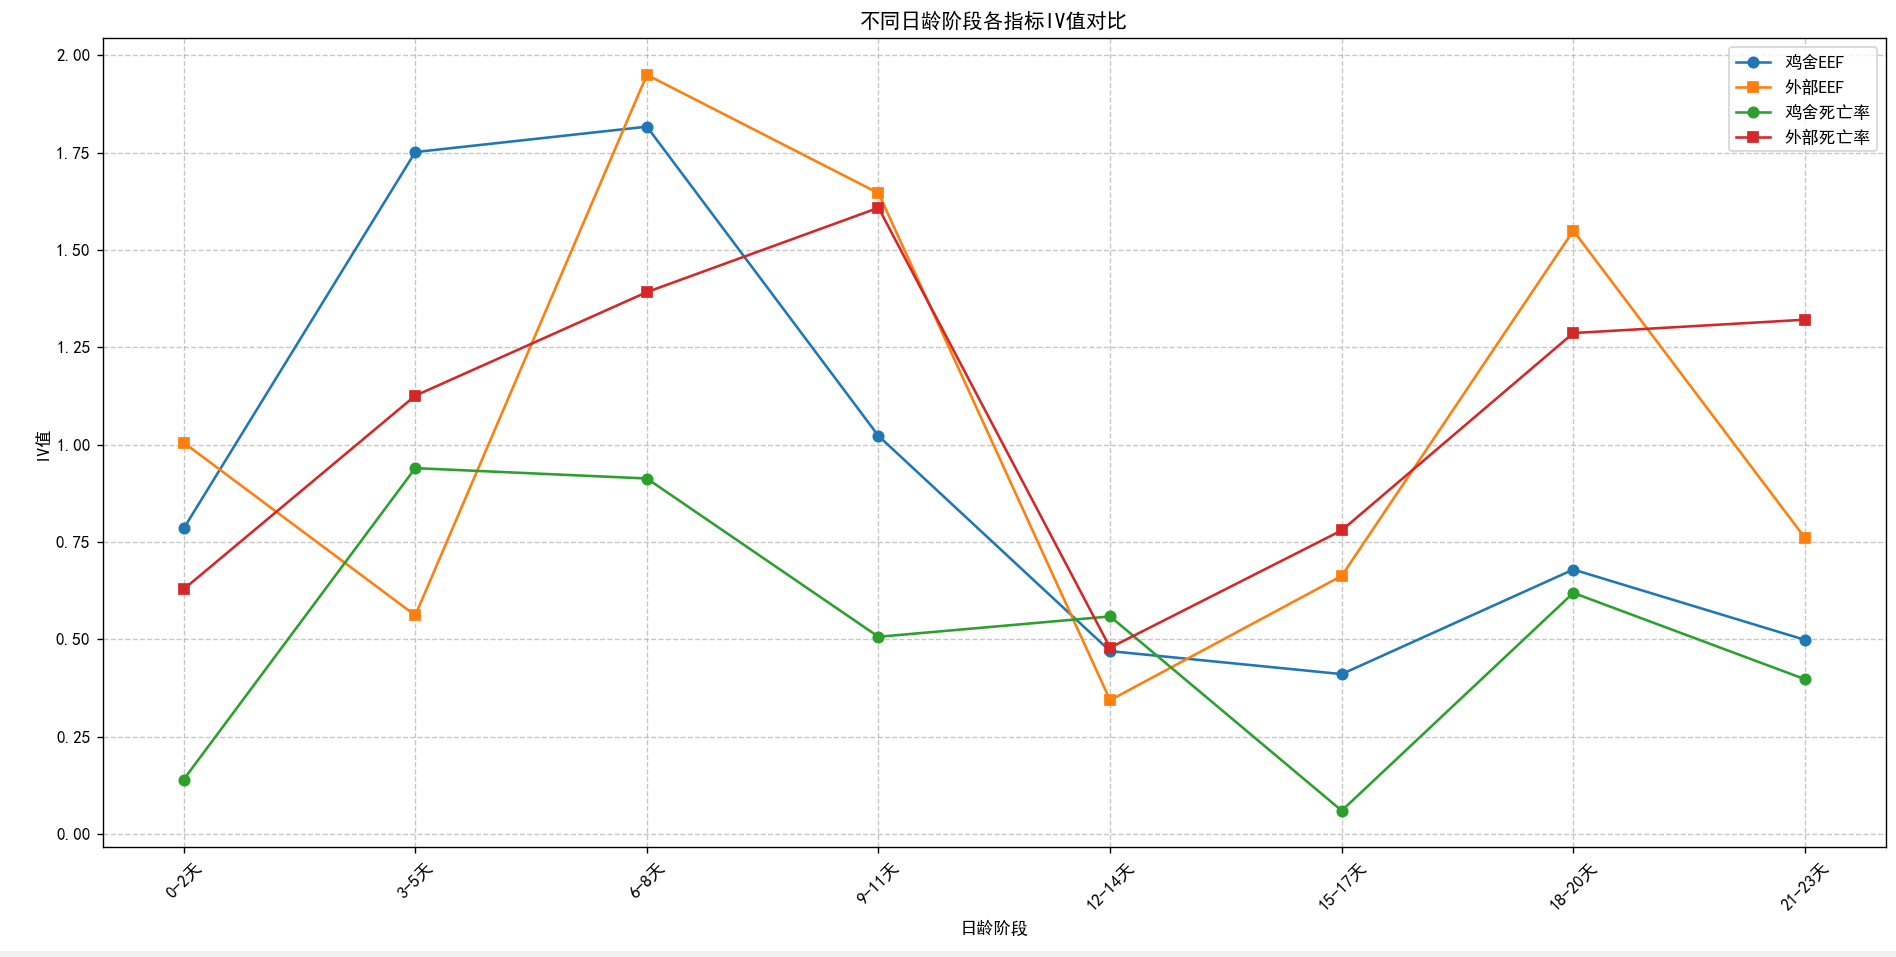 不同日龄阶段各指标IV值对比
鸡舍EEF
外部EEF
鸡舍死亡率
外部死亡率
IV值
2.00
1.75
1.50
1.25
1.00
0.75
0.50
0.25
0.00
0-2天
3-5天
6-8天
9-11天
12-14天
15-17天
18-20天
21-23天
日龄阶段